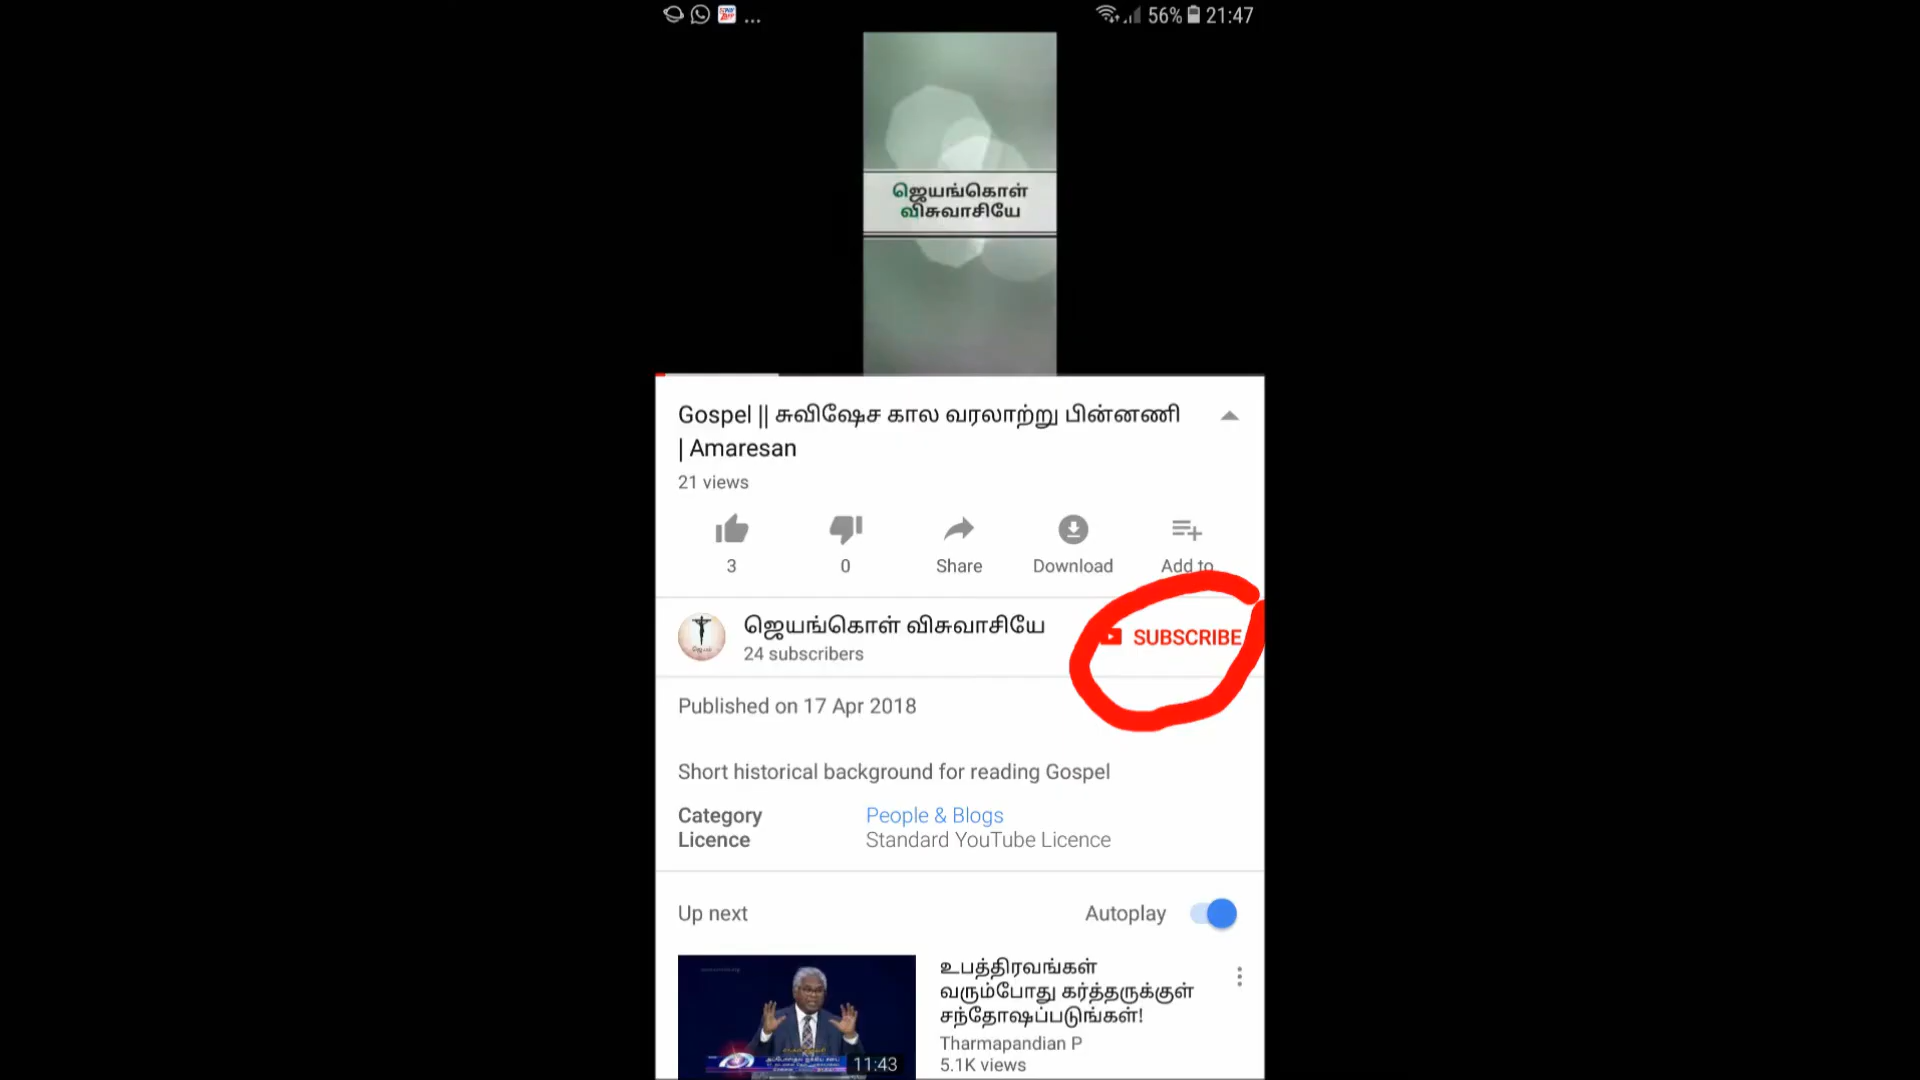 ... 56% 21:47
ஜெயங்கொள்
விசுவாசியே
Gospel || சுவிஷேச கால வரலாற்று பின்னணி
| Amaresan
21 views
3 0 Share Download Add to
ஜெயங்கொள் விசுவாசியே
24 subscribers
SUBSCRIBE
Published on 17 Apr 2018
Short historical background for reading Gospel
Category People & Blogs
Licence Standard YouTube Licence
Up next Autoplay
உபத்திரவங்கள்
வரும்போது கர்த்தருக்குள்
சந்தோஷப்படுங்கள்!
Tharmapandian P
5.1K views
11:43